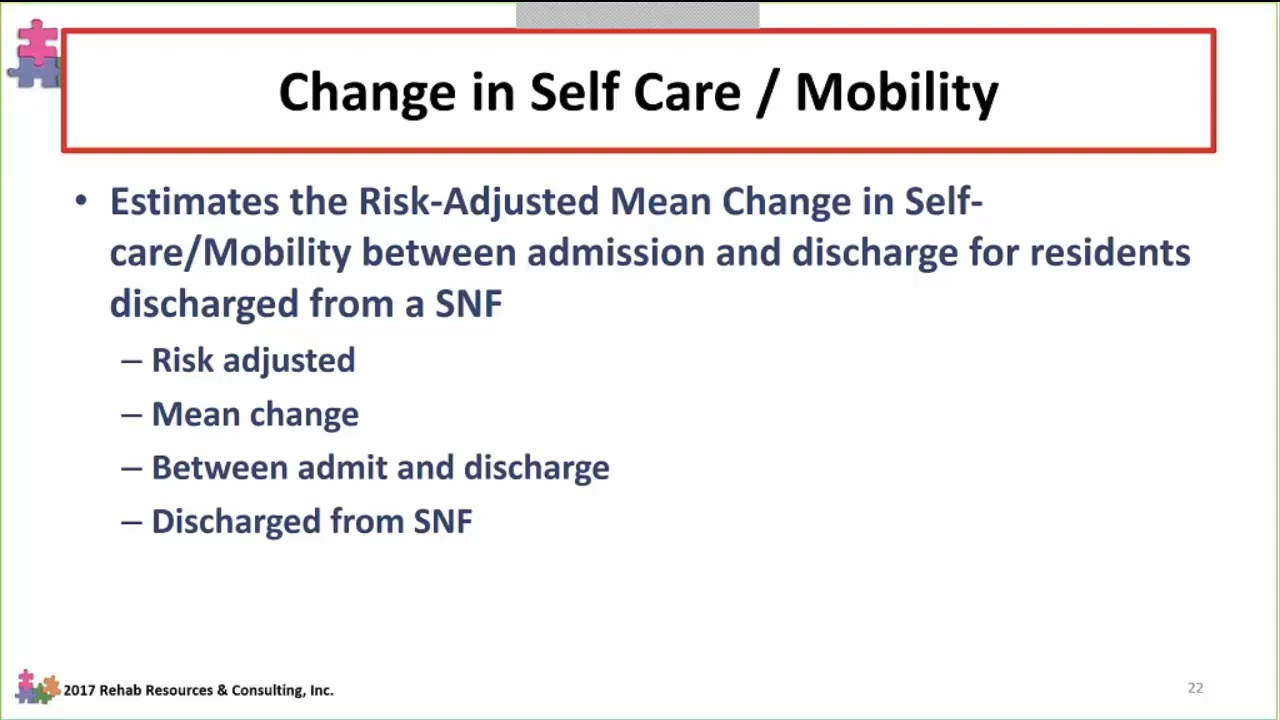 Change in Self Care / Mobility
• Estimates the Risk-Adjusted Mean Change in Self-
care/Mobility between admission and discharge for residents
discharged from a SNF
– Risk adjusted
– Mean change
– Between admit and discharge
– Discharged from SNF
2017 Rehab Resources & Consulting, Inc.
22